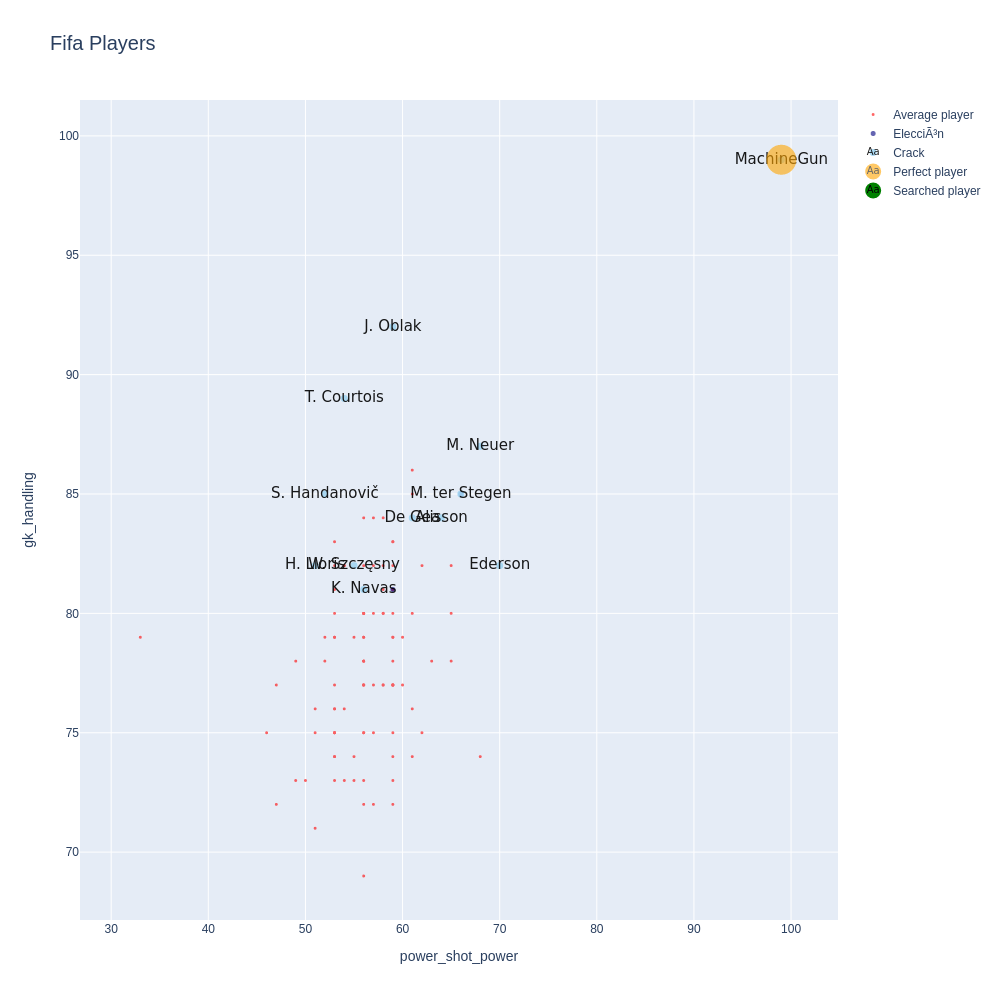 Fifa Players
Average player
ElecciÃ³n
Aa Crack
Aa Perfect player
Aa Searched player
gk_handling
100
95
90
85
80
75
70
MachineGun
J. Oblak
T. Courtois
M. Neuer
S. Handanovič
M. ter Stegen
De Gea
Alisson
H. Lloris
W. Szczęsny
Ederson
K. Navas
30 40 50 60 70 80 90 100
power_shot_power